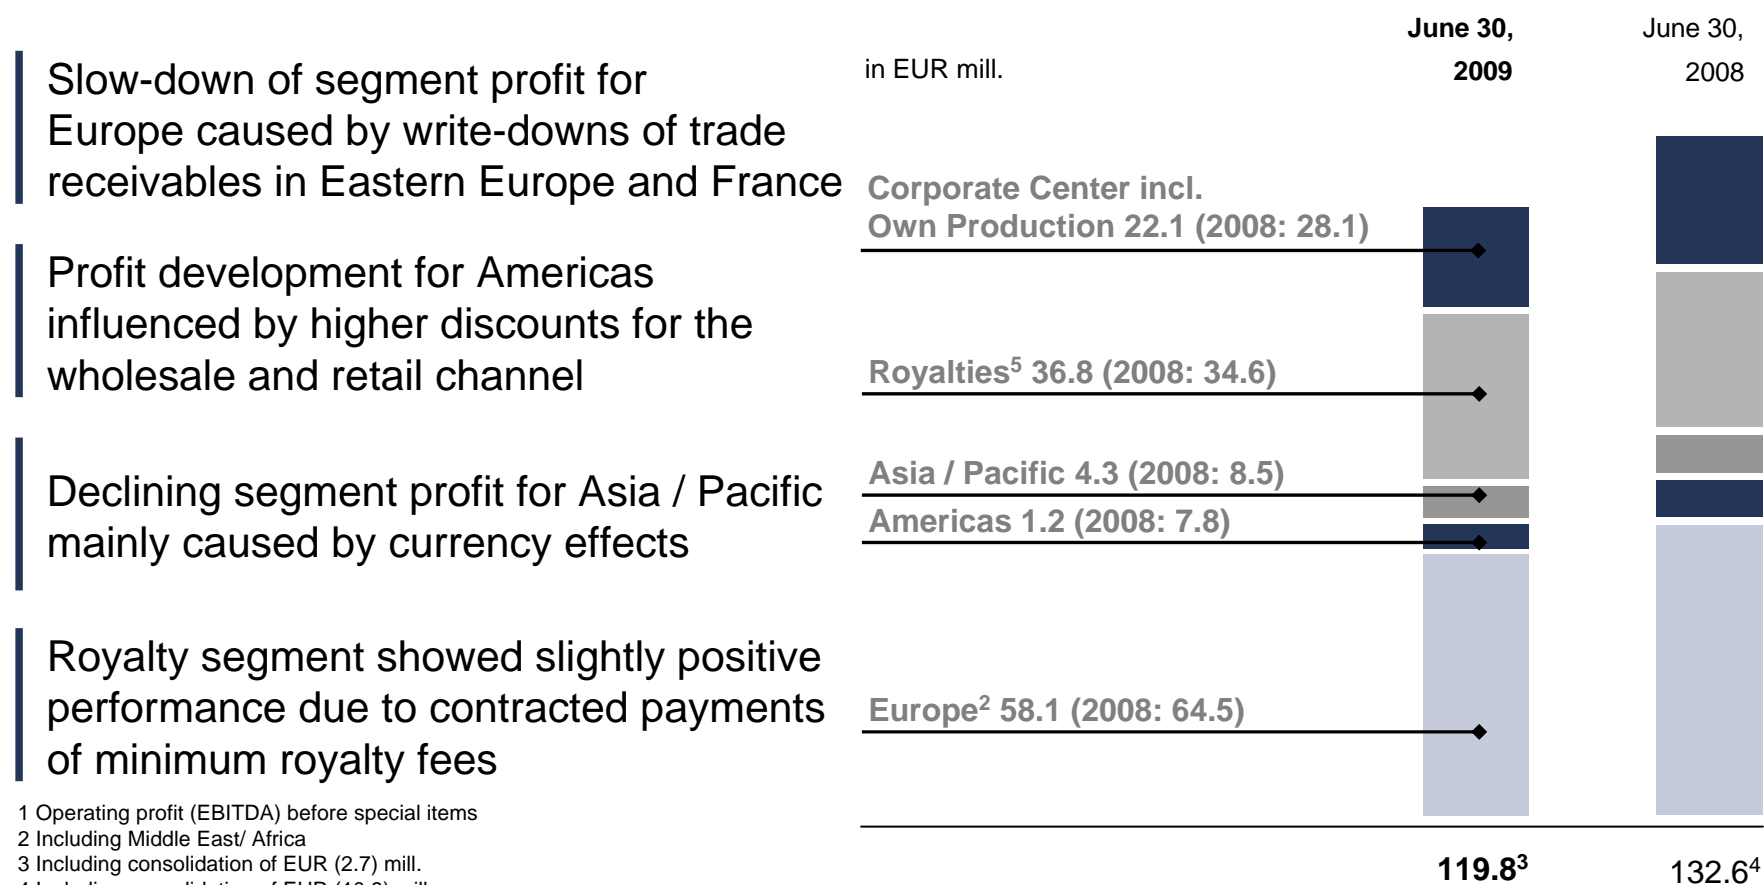 Slow-down of segment profit for
Europe caused by write-downs of trade
receivables in Eastern Europe and France
Profit development for Americas
influenced by higher discounts for the
wholesale and retail channel
Declining segment profit for Asia / Pacific
mainly caused by currency effects
Royalty segment showed slightly positive
performance due to contracted payments
of minimum royalty fees
1 Operating profit (EBITDA) before special items
2 Including Middle East/ Africa
3 Including consolidation of EUR (2.7) mill.
in EUR mill.
June 30,
2009
June 30,
2008
Corporate Center incl.
Own Production 22.1 (2008: 28.1)
Royalties5 36.8 (2008: 34.6)
Asia / Pacific 4.3 (2008: 8.5)
Americas 1.2 (2008: 7.8)
Europe2 58.1 (2008: 64.5)
119.83
132.64